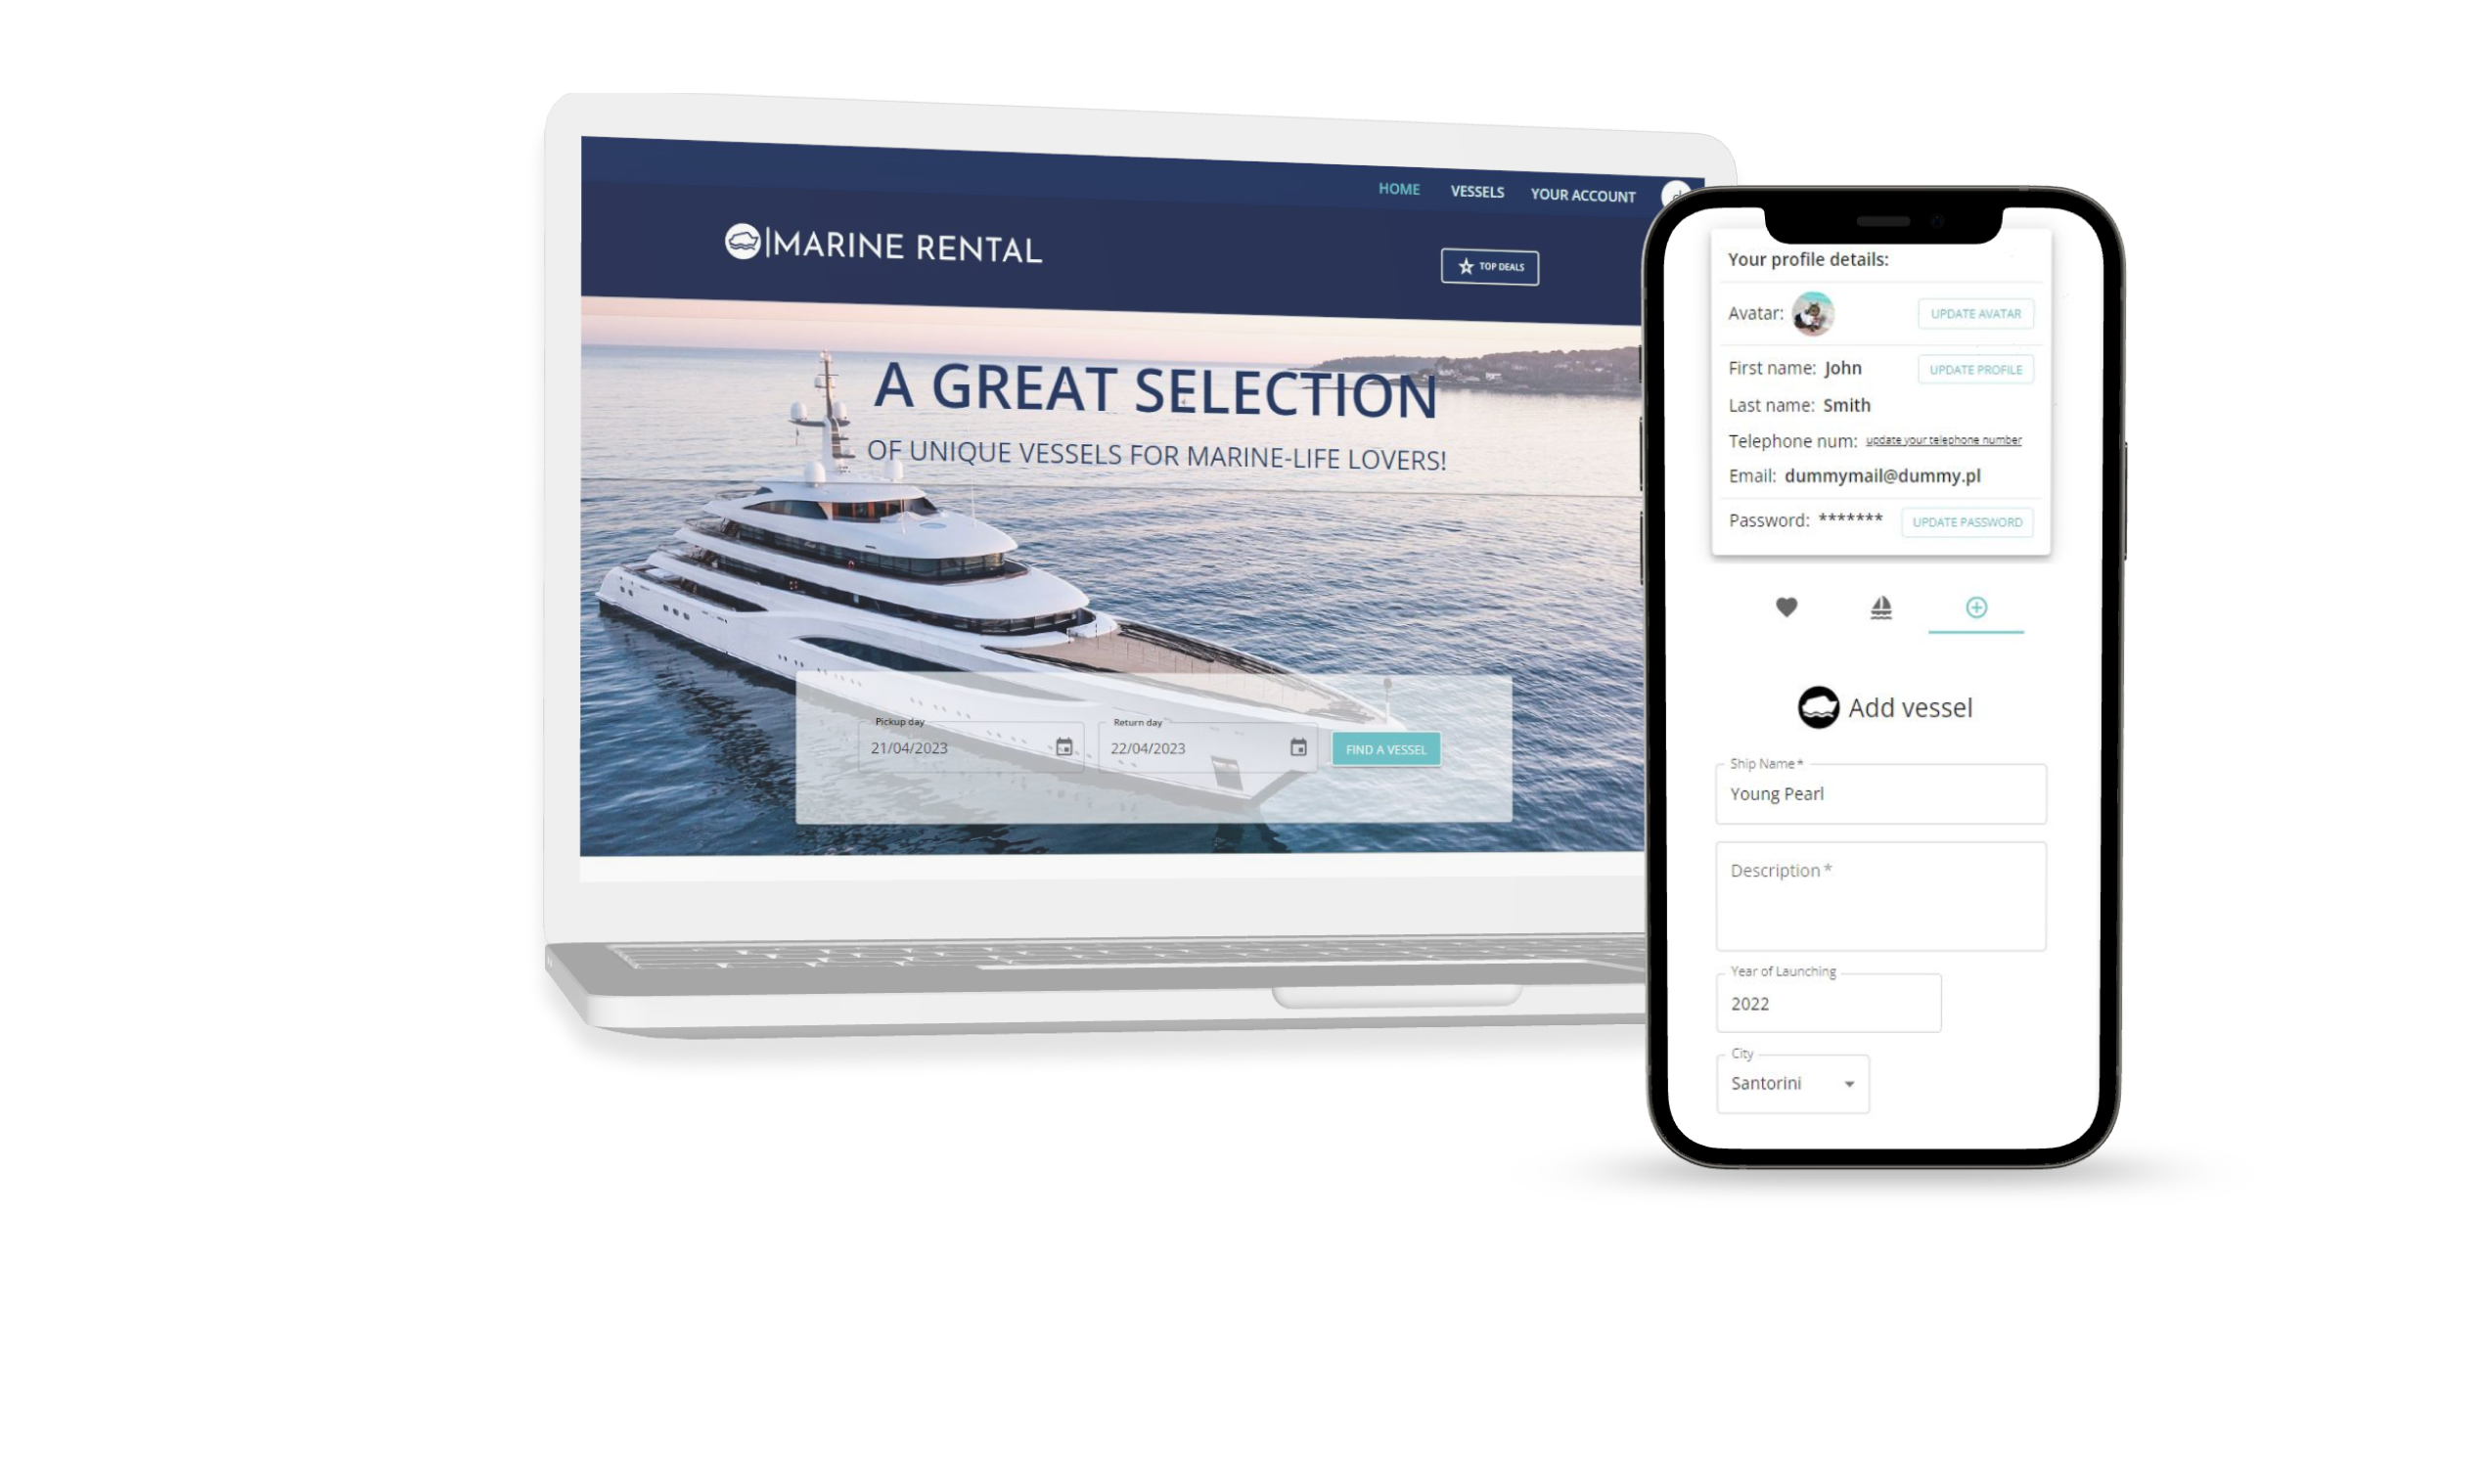 HOME VESSELS YOUR ACCOUNT
MARINE RENTAL
TOP DEALS
A GREAT SELECTION
OF UNIQUE VESSELS FOR MARINE-LIFE LOVERS!
Pickup day
21/04/2023
Return day
22/04/2023
FIND A VESSEL
Your profile details:
Avatar: UPDATE AVATAR
First name: John UPDATE PROFILE
Last name: Smith
Telephone num: update your telephone number
Email: dummymail@dummy.pl
Password: ******* UPDATE PASSWORD
Add vessel
Ship Name *
Young Pearl
Description *
Year of Launching
2022
City
Santorini